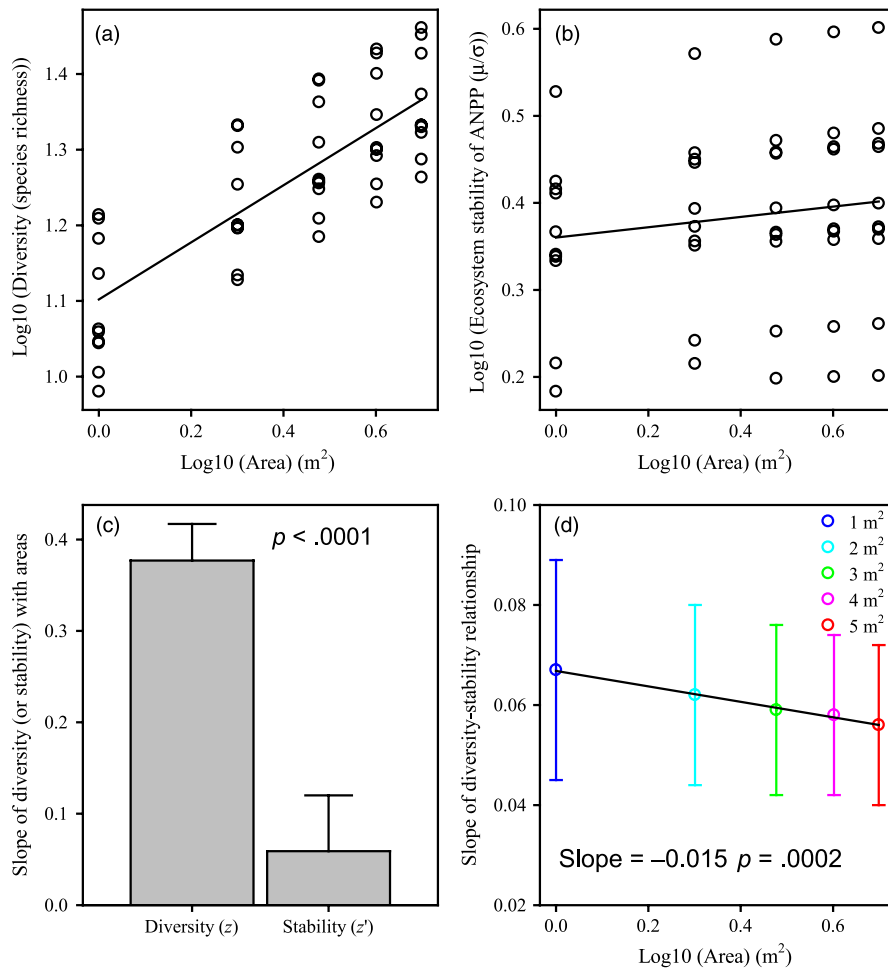 (a)
Log10 (Diversity (species richness))
1.4
1.3
1.2
1.1
1.0
0.0 0.2 0.4 0.6
Log10 (Area) (m²)
(b)
Log10 (Ecosystem stability of ANPP (μ/σ))
0.6
0.5
0.4
0.3
0.2
0.0 0.2 0.4 0.6
Log10 (Area) (m²)
(c)
p < .0001
Slope of diversity (or stability) with areas
0.4
0.3
0.2
0.1
0.0
Diversity (z) Stability (z')
(d)
1 m²
2 m²
3 m²
4 m²
5 m²
Slope of diversity-stability relationship
0.10
0.08
0.06
0.04
0.02
Slope = −0.015 p = .0002
0.0 0.2 0.4 0.6
Log10 (Area) (m²)